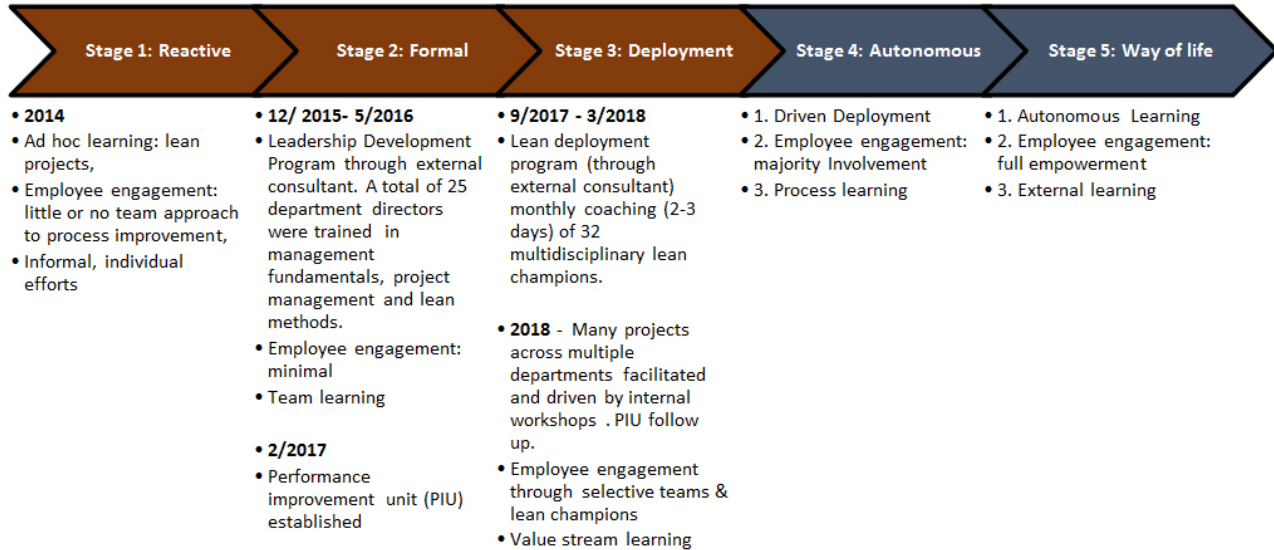 Stage 1: Reactive
Stage 2: Formal
Stage 3: Deployment
Stage 4: Autonomous
Stage 5: Way of life
• 2014
• Ad hoc learning: lean
projects,
• Employee engagement:
little or no team approach
to process improvement,
• Informal, individual
efforts
• 12/ 2015- 5/2016
• Leadership Development
Program through external
consultant. A total of 25
department directors
were trained in
management
fundamentals, project
management and lean
methods.
• Employee engagement:
minimal
• Team learning
• 2/2017
• Performance
improvement unit (PIU)
established
• 9/2017 - 3/2018
• Lean deployment
program (through
external consultant)
monthly coaching (2-3
days) of 32
multidisciplinary lean
champions.
• 2018 - Many projects
across multiple
departments facilitated
and driven by internal
workshops . PIU follow
up.
• Employee engagement
through selective teams &
lean champions
• Value stream learning
• 1. Driven Deployment
• 2. Employee engagement:
majority Involvement
• 3. Process learning
• 1. Autonomous Learning
• 2. Employee engagement:
full empowerment
• 3. External learning